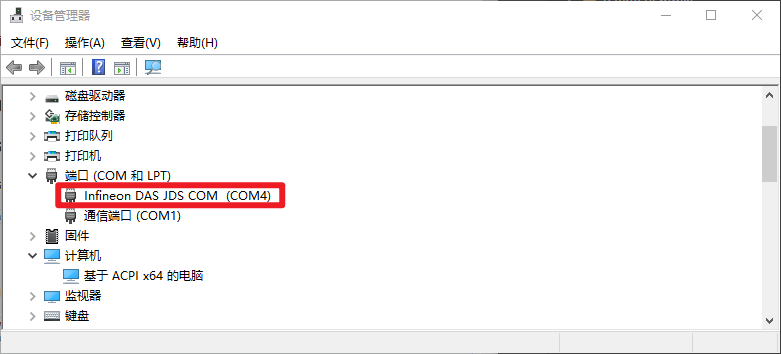 设备管理器
文件(F) 操作(A) 查看(V) 帮助(H)
磁盘驱动器
存储控制器
打印队列
打印机
端口 (COM 和 LPT)
Infineon DAS JDS COM (COM4)
通信端口 (COM1)
固件
计算机
基于 ACPI x64 的电脑
监视器
键盘